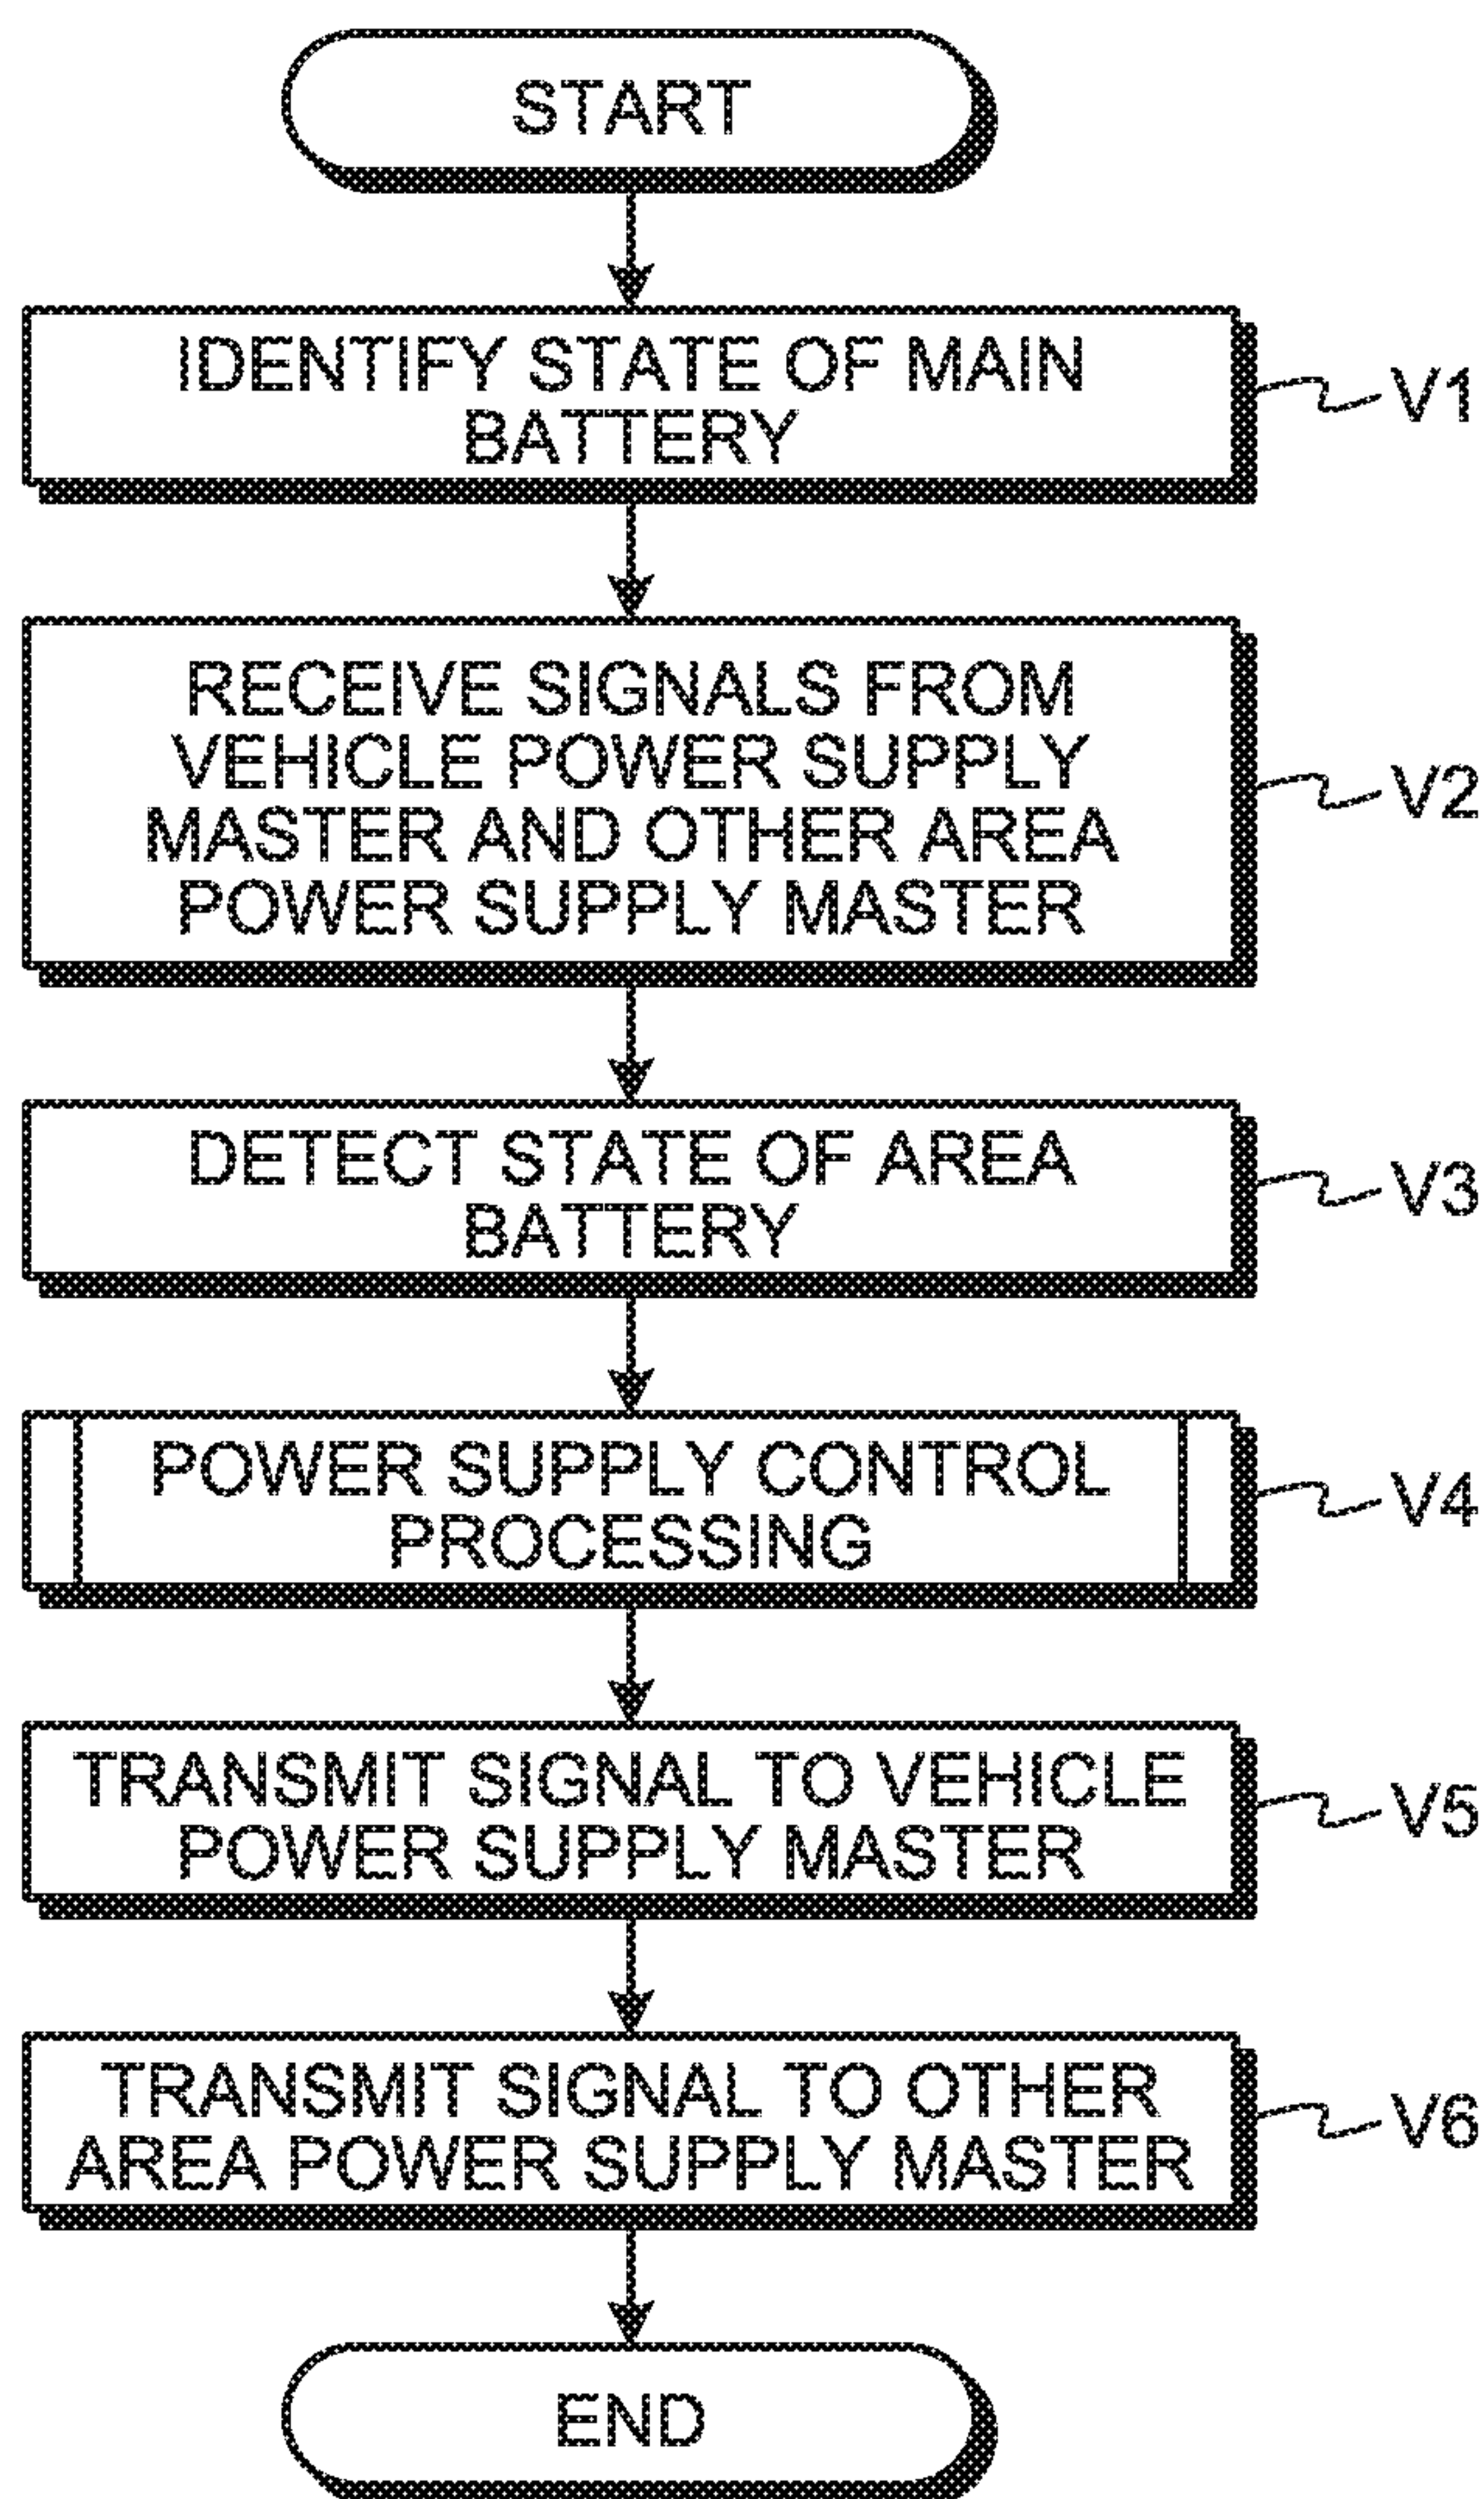 START
IDENTIFY STATE OF MAIN
BATTERY
V1
RECEIVE SIGNALS FROM
VEHICLE POWER SUPPLY
MASTER AND OTHER AREA
POWER SUPPLY MASTER
V2
DETECT STATE OF AREA
BATTERY
V3
POWER SUPPLY CONTROL
PROCESSING
V4
TRANSMIT SIGNAL TO VEHICLE
POWER SUPPLY MASTER
V5
TRANSMIT SIGNAL TO OTHER
AREA POWER SUPPLY MASTER
V6
END